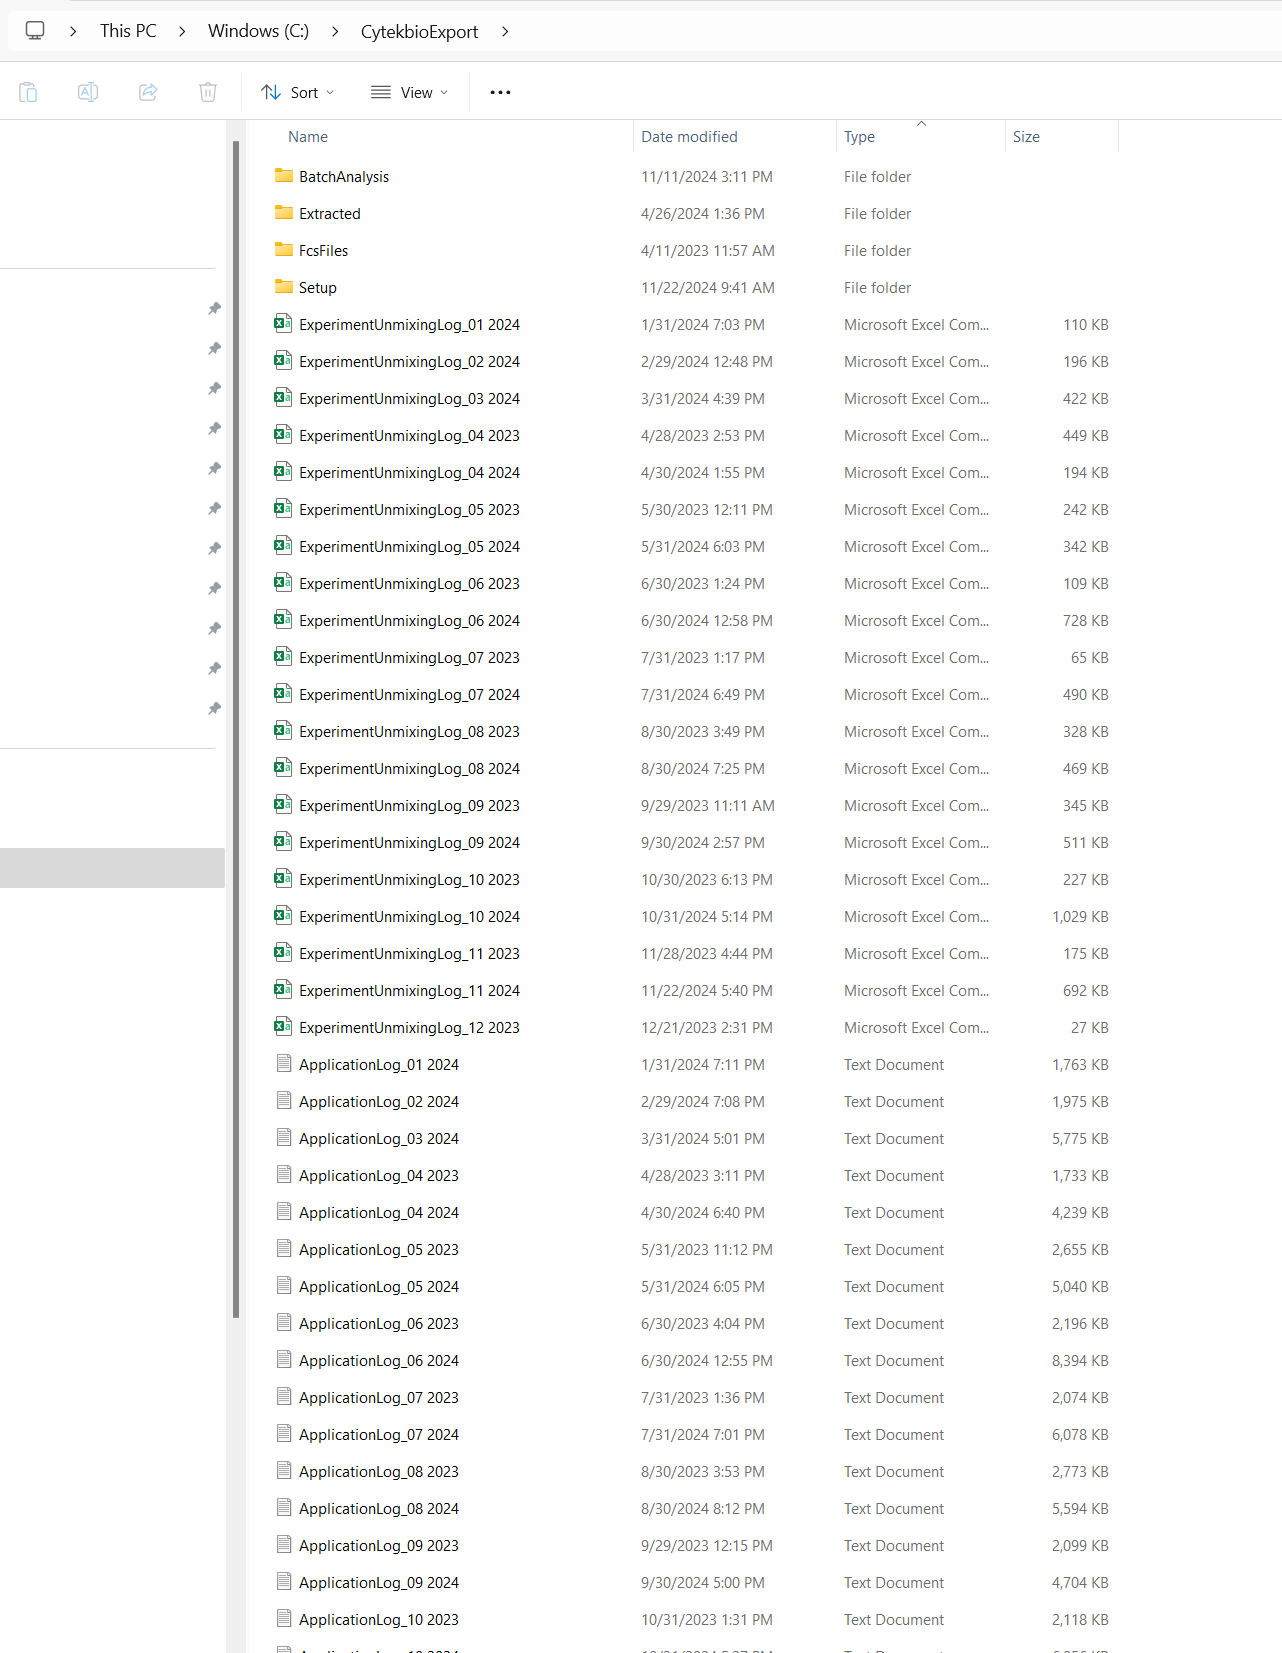 This PC > Windows (C:) > CytekbioExport >
Sort View ...
Name Date modified Type Size
BatchAnalysis 11/11/2024 3:11 PM File folder
Extracted 4/26/2024 1:36 PM File folder
FcsFiles 4/11/2023 11:57 AM File folder
Setup 11/22/2024 9:41 AM File folder
ExperimentUnmixingLog_01 2024 1/31/2024 7:03 PM Microsoft Excel Com... 110 KB
ExperimentUnmixingLog_02 2024 2/29/2024 12:48 PM Microsoft Excel Com... 196 KB
ExperimentUnmixingLog_03 2024 3/31/2024 4:39 PM Microsoft Excel Com... 422 KB
ExperimentUnmixingLog_04 2023 4/28/2023 2:53 PM Microsoft Excel Com... 449 KB
ExperimentUnmixingLog_04 2024 4/30/2024 1:55 PM Microsoft Excel Com... 194 KB
ExperimentUnmixingLog_05 2023 5/30/2023 12:11 PM Microsoft Excel Com... 242 KB
ExperimentUnmixingLog_05 2024 5/31/2024 6:03 PM Microsoft Excel Com... 342 KB
ExperimentUnmixingLog_06 2023 6/30/2023 1:24 PM Microsoft Excel Com... 109 KB
ExperimentUnmixingLog_06 2024 6/30/2024 12:58 PM Microsoft Excel Com... 728 KB
ExperimentUnmixingLog_07 2023 7/31/2023 1:17 PM Microsoft Excel Com... 65 KB
ExperimentUnmixingLog_07 2024 7/31/2024 6:49 PM Microsoft Excel Com... 490 KB
ExperimentUnmixingLog_08 2023 8/30/2023 3:49 PM Microsoft Excel Com... 328 KB
ExperimentUnmixingLog_08 2024 8/30/2024 7:25 PM Microsoft Excel Com... 469 KB
ExperimentUnmixingLog_09 2023 9/29/2023 11:11 AM Microsoft Excel Com... 345 KB
ExperimentUnmixingLog_09 2024 9/30/2024 2:57 PM Microsoft Excel Com... 511 KB
ExperimentUnmixingLog_10 2023 10/30/2023 6:13 PM Microsoft Excel Com... 227 KB
ExperimentUnmixingLog_10 2024 10/31/2024 5:14 PM Microsoft Excel Com... 1,029 KB
ExperimentUnmixingLog_11 2023 11/28/2023 4:44 PM Microsoft Excel Com... 175 KB
ExperimentUnmixingLog_11 2024 11/22/2024 5:40 PM Microsoft Excel Com... 692 KB
ExperimentUnmixingLog_12 2023 12/21/2023 2:31 PM Microsoft Excel Com... 27 KB
ApplicationLog_01 2024 1/31/2024 7:11 PM Text Document 1,763 KB
ApplicationLog_02 2024 2/29/2024 7:08 PM Text Document 1,975 KB
ApplicationLog_03 2024 3/31/2024 5:01 PM Text Document 5,775 KB
ApplicationLog_04 2023 4/28/2023 3:11 PM Text Document 1,733 KB
ApplicationLog_04 2024 4/30/2024 6:40 PM Text Document 4,239 KB
ApplicationLog_05 2023 5/31/2023 11:12 PM Text Document 2,655 KB
ApplicationLog_05 2024 5/31/2024 6:05 PM Text Document 5,040 KB
ApplicationLog_06 2023 6/30/2023 4:04 PM Text Document 2,196 KB
ApplicationLog_06 2024 6/30/2024 12:55 PM Text Document 8,394 KB
ApplicationLog_07 2023 7/31/2023 1:36 PM Text Document 2,074 KB
ApplicationLog_07 2024 7/31/2024 7:01 PM Text Document 6,078 KB
ApplicationLog_08 2023 8/30/2023 3:53 PM Text Document 2,773 KB
ApplicationLog_08 2024 8/30/2024 8:12 PM Text Document 5,594 KB
ApplicationLog_09 2023 9/29/2023 12:15 PM Text Document 2,099 KB
ApplicationLog_09 2024 9/30/2024 5:00 PM Text Document 4,704 KB
ApplicationLog_10 2023 10/31/2023 1:31 PM Text Document 2,118 KB